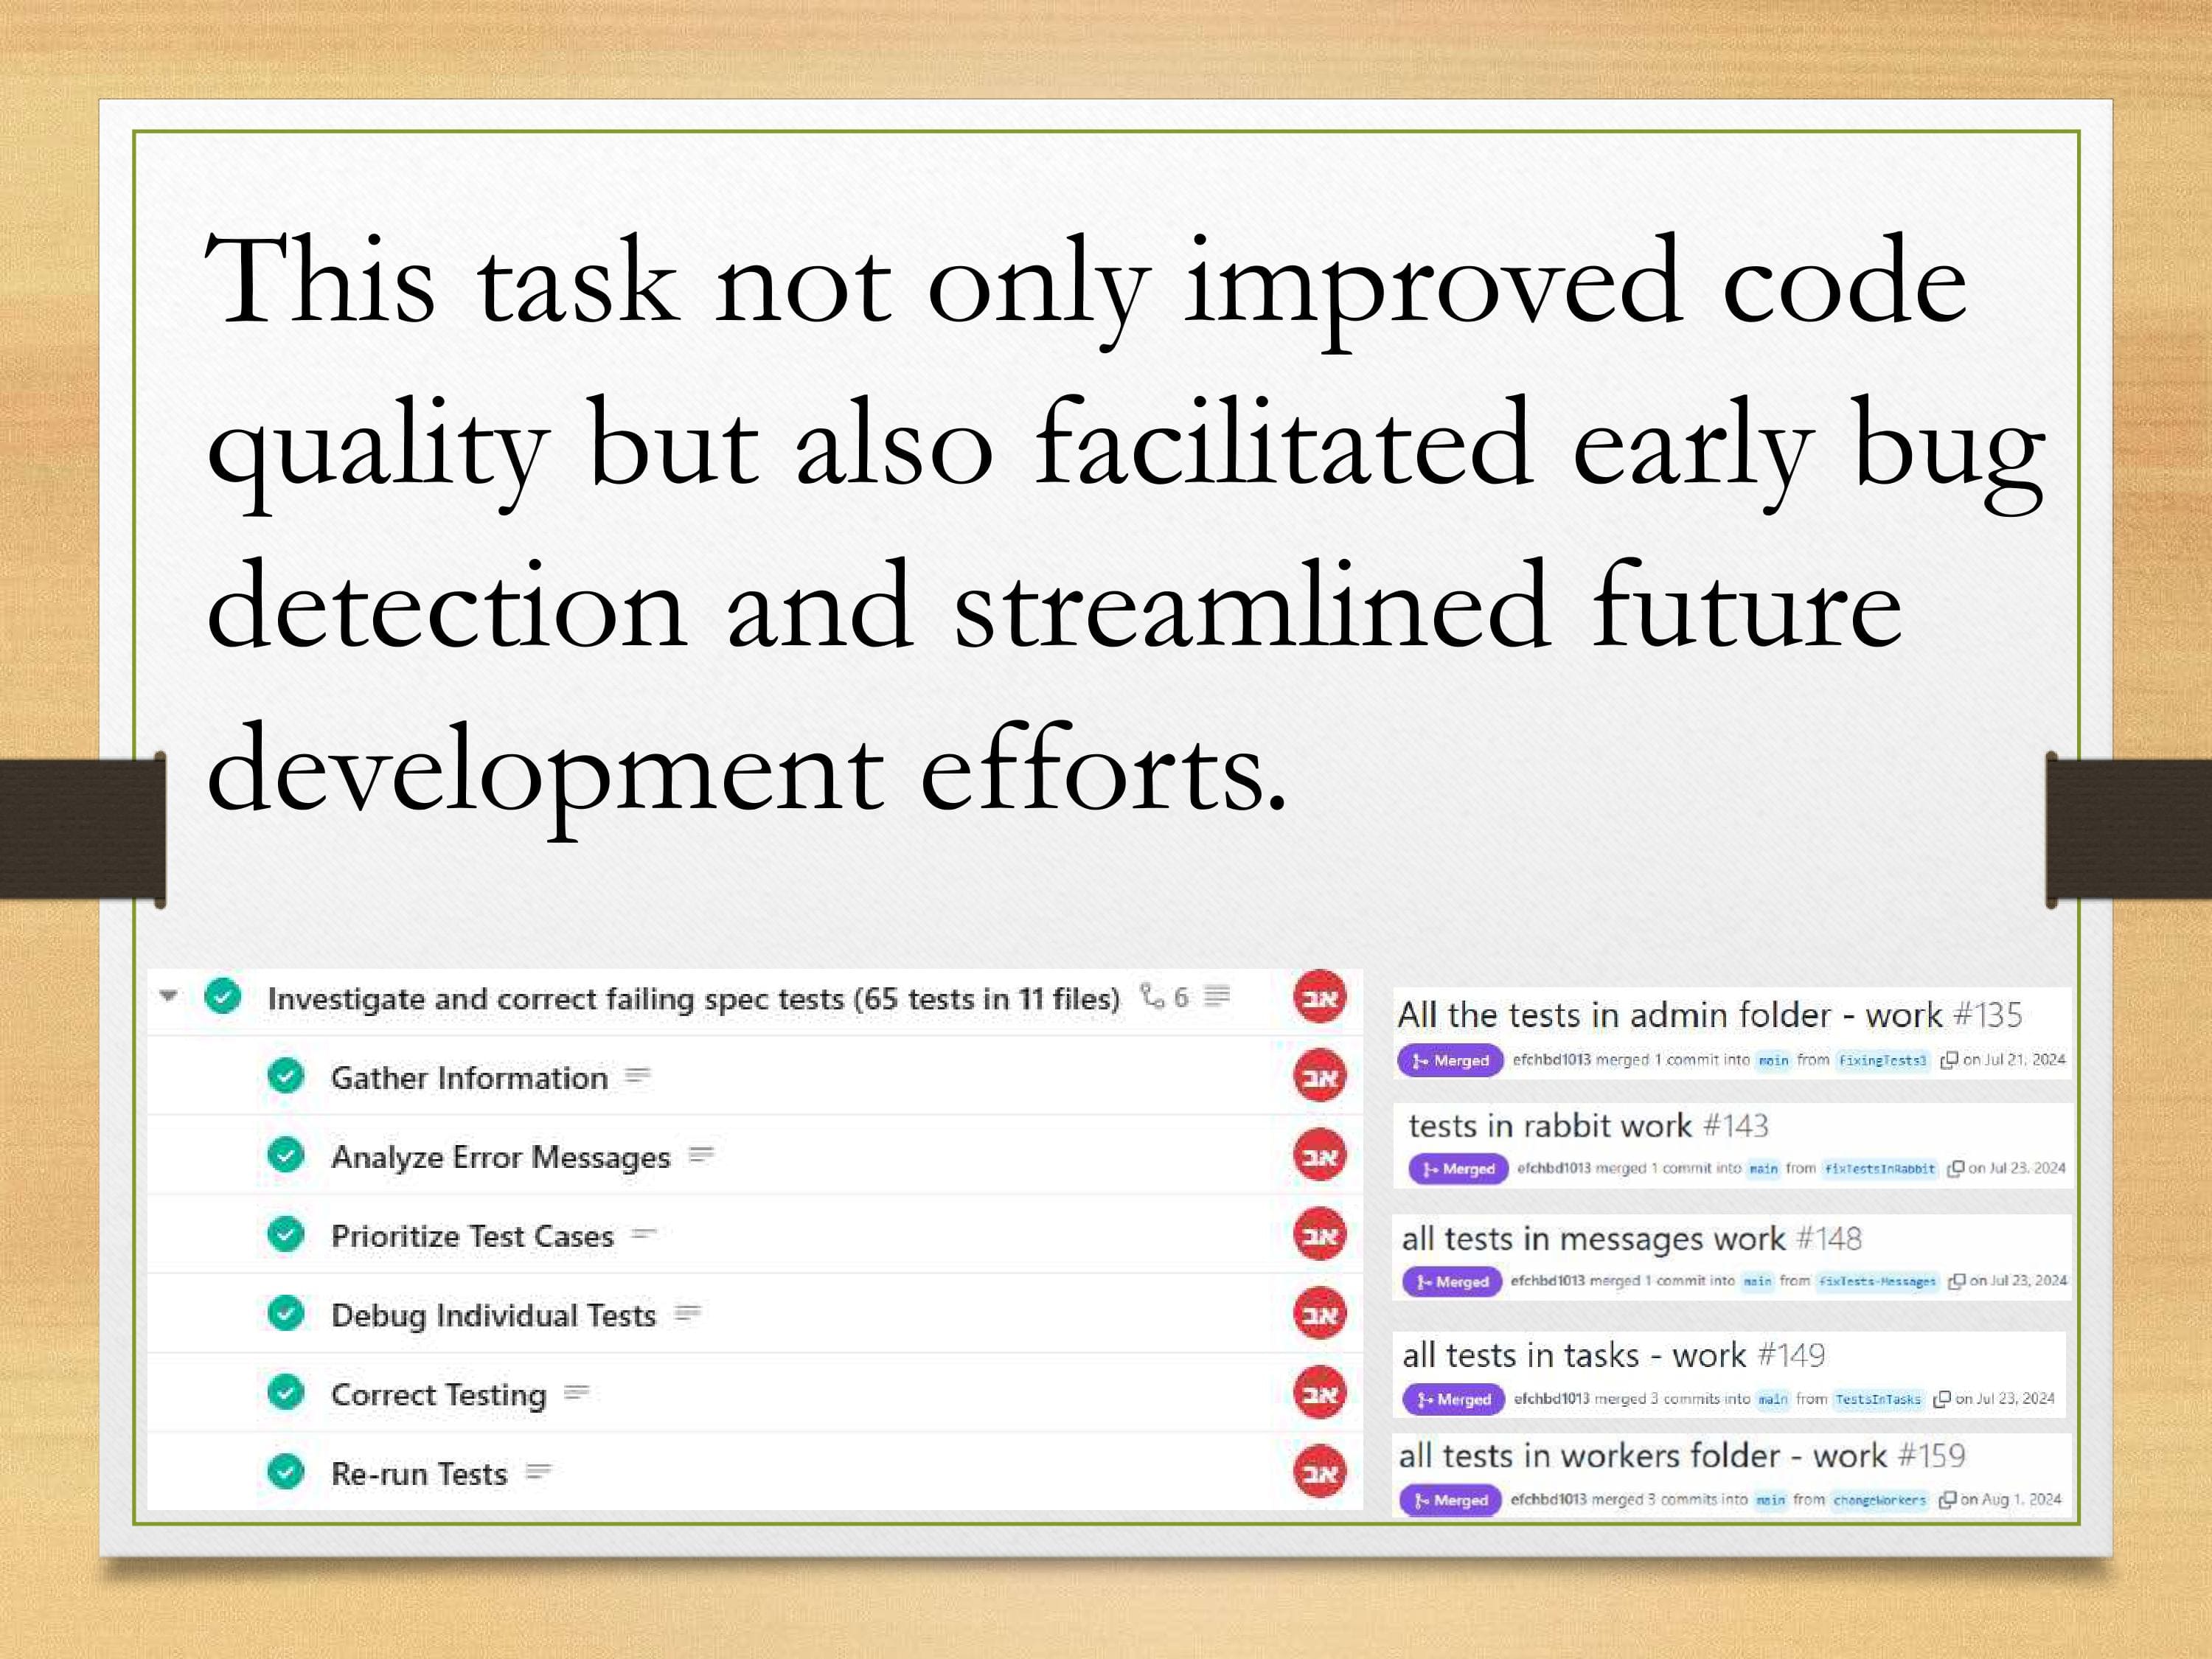 This task not only improved code
quality but also facilitated early bug
detection and streamlined future
development efforts.
Investigate and correct failing spec tests (65 tests in 11 files) 6 אב
Gather Information אב
Analyze Error Messages אב
Prioritize Test Cases אב
Debug Individual Tests אב
Correct Testing אב
Re-run Tests אב
All the tests in admin folder - work #135
Merged efchbd1013 merged 1 commit into main from fixingTests3 on Jul 21, 2024
tests in rabbit work #143
Merged efchbd1013 merged 1 commit into main from fixTestsInRabbit on Jul 23, 2024
all tests in messages work #148
Merged efchbd1013 merged 1 commit into main from fixTests-Messages on Jul 23, 2024
all tests in tasks - work #149
Merged efchbd1013 merged 3 commits into main from TestsInTasks on Jul 23, 2024
all tests in workers folder - work #159
Merged efchbd1013 merged 3 commits into main from changeWorkers on Aug 1, 2024